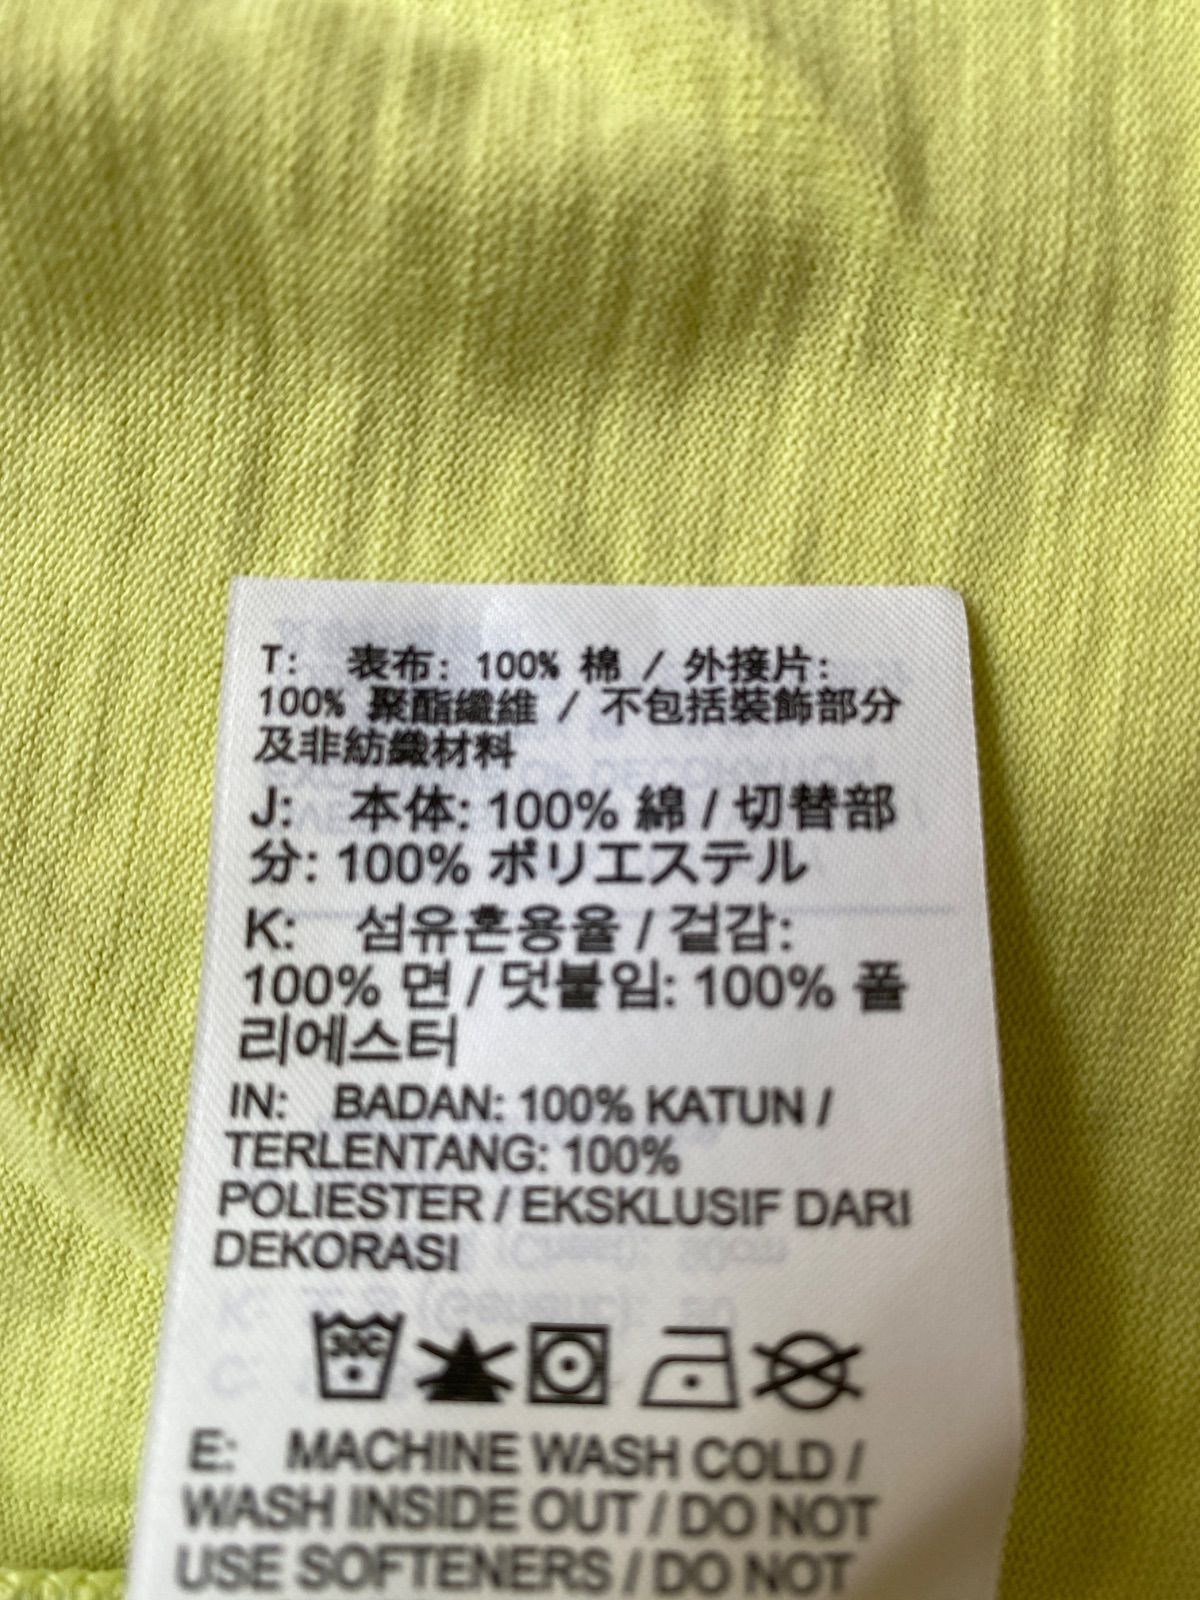 T: 表布: 100% 棉 / 外接片:
100% 聚酯纖維 / 不包括裝飾部分
及非紡織材料
J: 本体: 100% 綿 / 切替部
分: 100% ポリエステル
K: 섬유혼용율 / 겉감:
100% 면 / 덧붙임: 100% 폴
리에스터
IN: BADAN: 100% KATUN /
TERLENTANG: 100%
POLIESTER / EKSKLUSIF DARI
DEKORASI
30C
E: MACHINE WASH COLD /
WASH INSIDE OUT / DO NOT
USE SOFTENERS / DO NOT